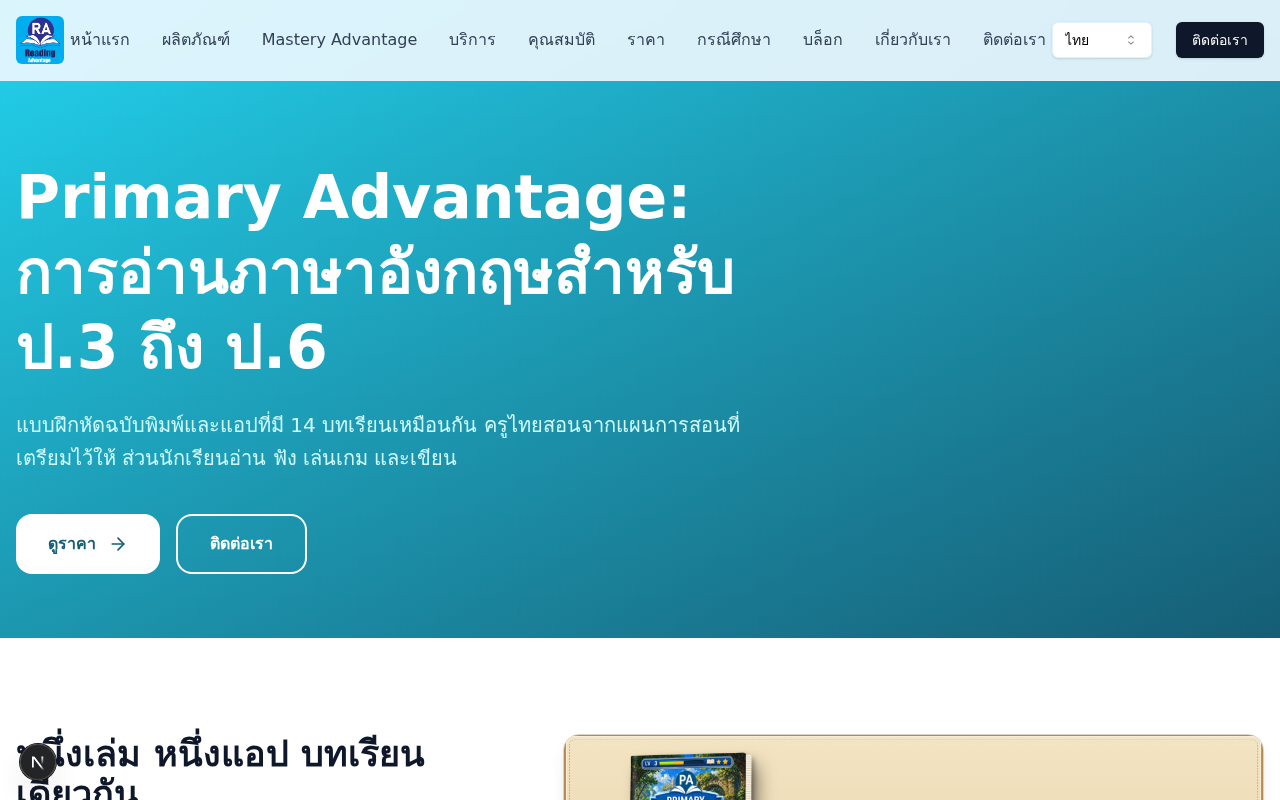 RA
Reading
Advantage
หน้าแรก
ผลิตภัณฑ์
Mastery Advantage
บริการ
คุณสมบัติ
ราคา
กรณีศึกษา
บล็อก
เกี่ยวกับเรา
ติดต่อเรา
ไทย
ติดต่อเรา
Primary Advantage:
การอ่านภาษาอังกฤษสำหรับ
ป.3 ถึง ป.6
แบบฝึกหัดฉบับพิมพ์และแอปที่มี 14 บทเรียนเหมือนกัน ครูไทยสอนจากแผนการสอนที่
เตรียมไว้ให้ ส่วนนักเรียนอ่าน ฟัง เล่นเกม และเขียน
ดูราคา
ติดต่อเรา
หนึ่งเล่ม หนึ่งแอป บทเรียน
เดียวกัน
N
LV 3
PA
PRIMARY